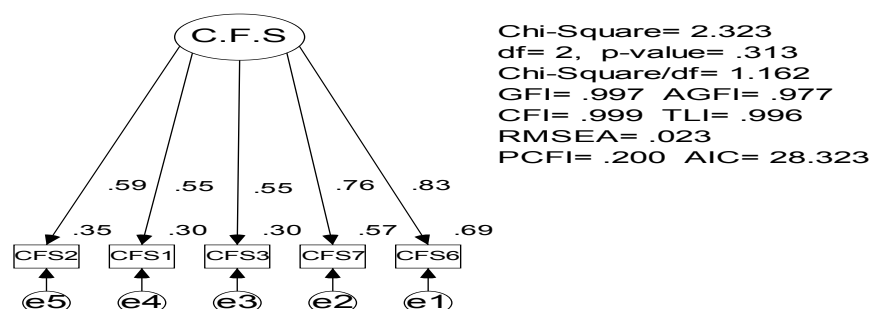 C.F.S
Chi-Square= 2.323
df= 2, p-value= .313
Chi-Square/df= 1.162
GFI= .997 AGFI= .977
CFI= .999 TLI= .996
RMSEA= .023
PCFI= .200 AIC= 28.323
.59 .55 .55 .76 .83
.35 .30 .30 .57 .69
CFS2 CFS1 CFS3 CFS7 CFS6
e5 e4 e3 e2 e1